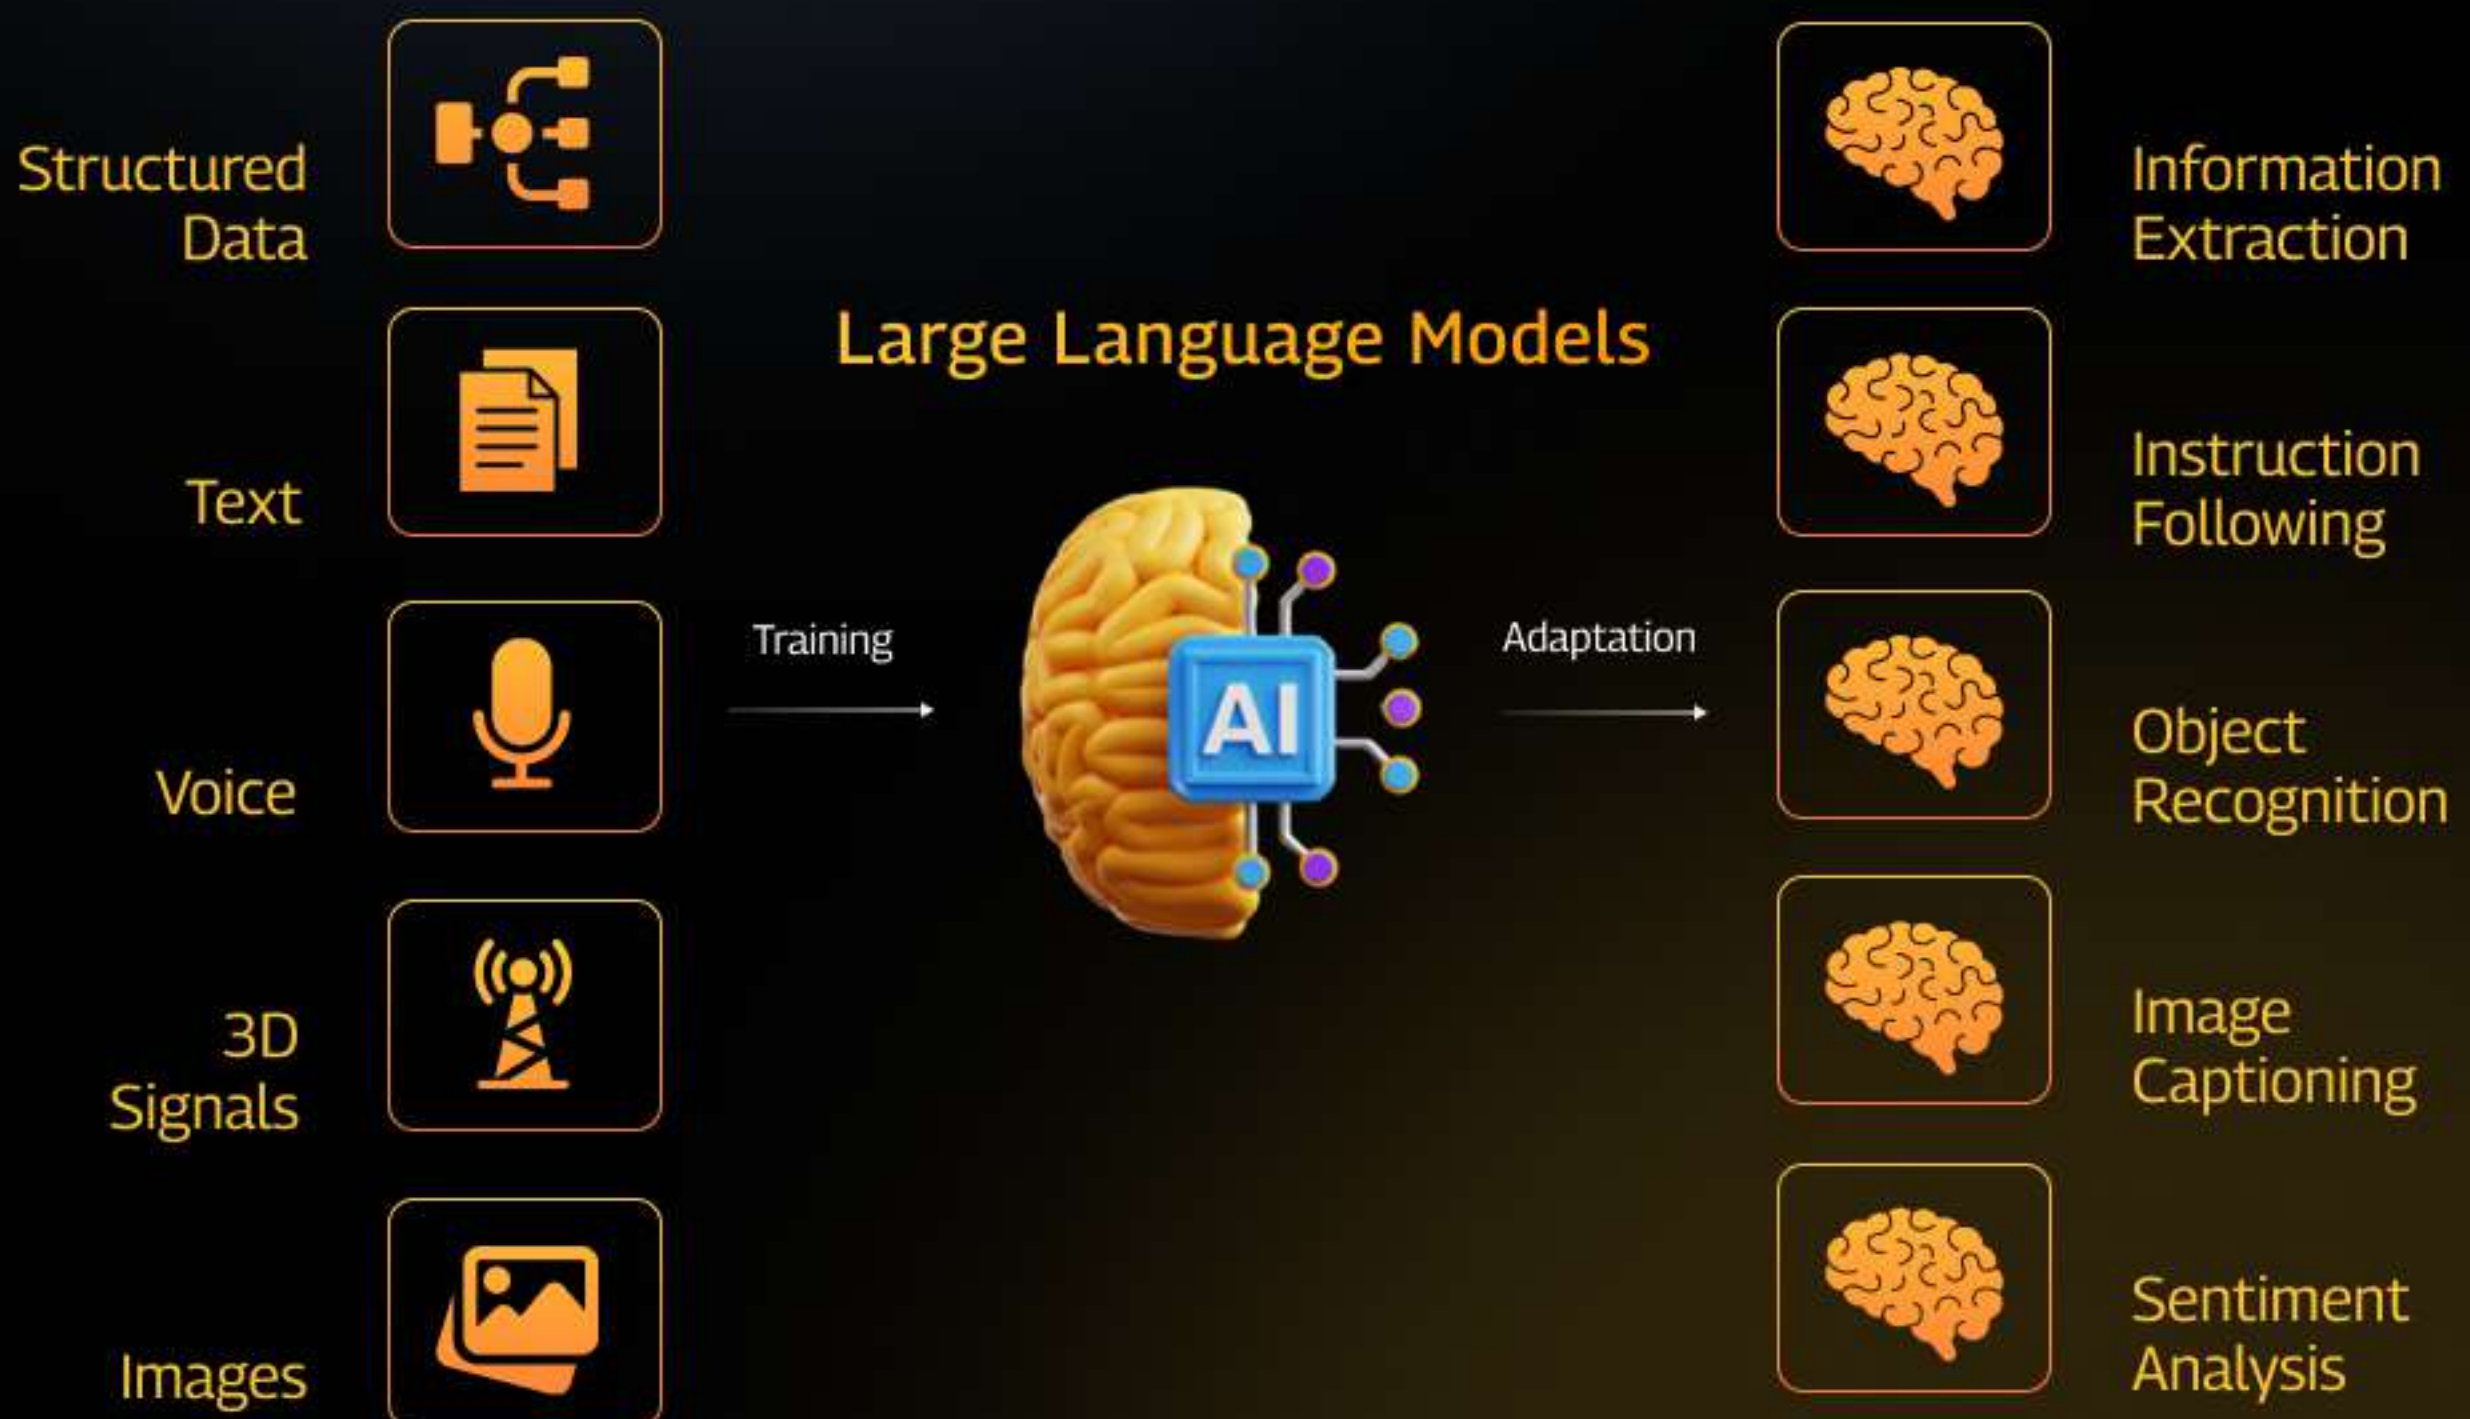 Structured
Data
Text
Voice
3D
Signals
Images
Large Language Models
Training
AI
Adaptation
Information
Extraction
Instruction
Following
Object
Recognition
Image
Captioning
Sentiment
Analysis